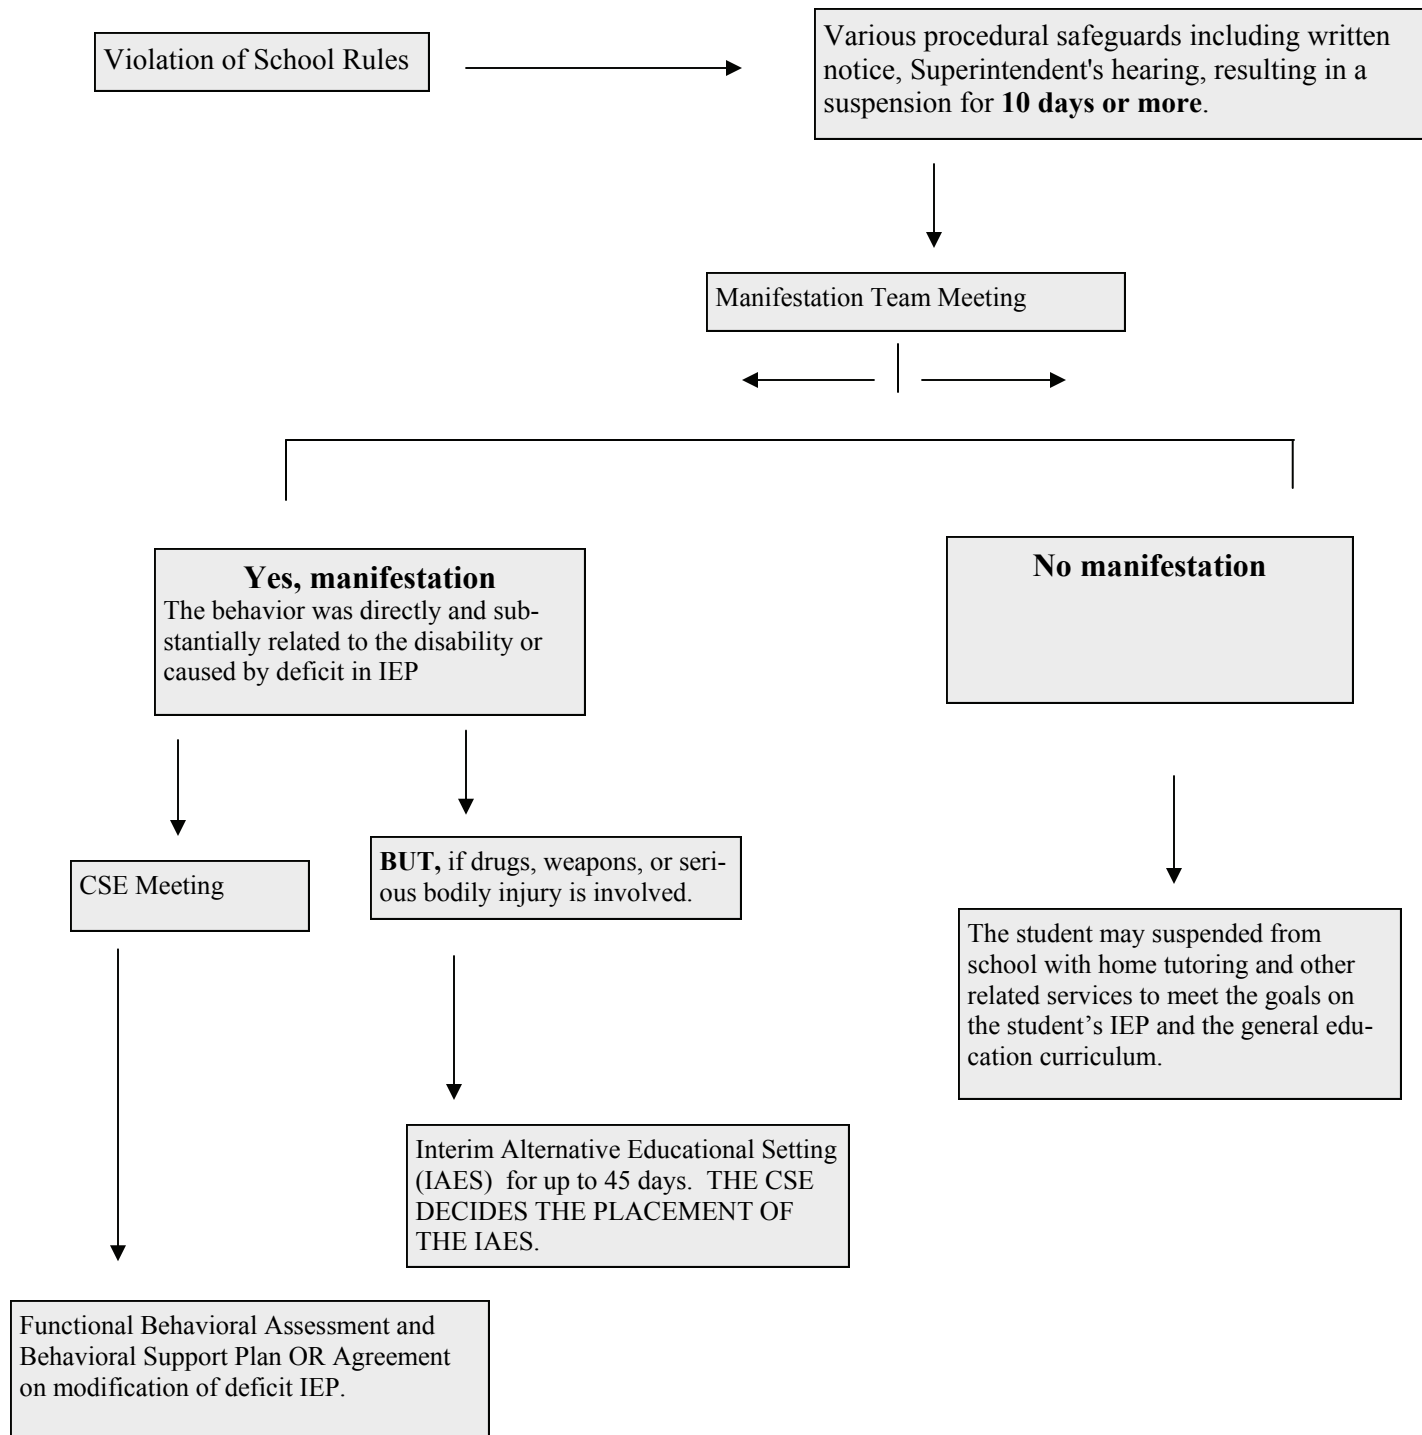 Violation of School Rules
Various procedural safeguards including written
notice, Superintendent's hearing, resulting in a
suspension for 10 days or more.
Manifestation Team Meeting
Yes, manifestation
The behavior was directly and sub-
stantially related to the disability or
caused by deficit in IEP
No manifestation
CSE Meeting
BUT, if drugs, weapons, or seri-
ous bodily injury is involved.
The student may suspended from
school with home tutoring and other
related services to meet the goals on
the student’s IEP and the general edu-
cation curriculum.
Interim Alternative Educational Setting
(IAES)  for up to 45 days.  THE CSE
DECIDES THE PLACEMENT OF
THE IAES.
Functional Behavioral Assessment and
Behavioral Support Plan OR Agreement
on modification of deficit IEP.